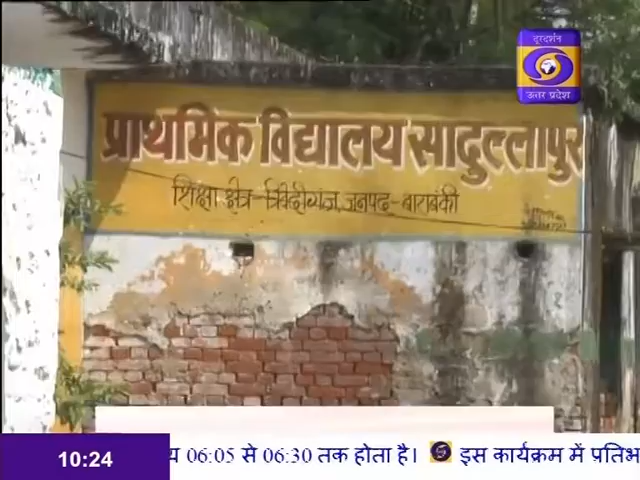 दूरदर्शन
उत्तर प्रदेश
प्राथमिक विद्यालय सादुल्लापुर
शिक्षा क्षेत्र-त्रिवेदीगंज, जनपद-बाराबंकी
10:24
06:05 से 06:30 तक होता है। इस कार्यक्रम में प्रतिभ